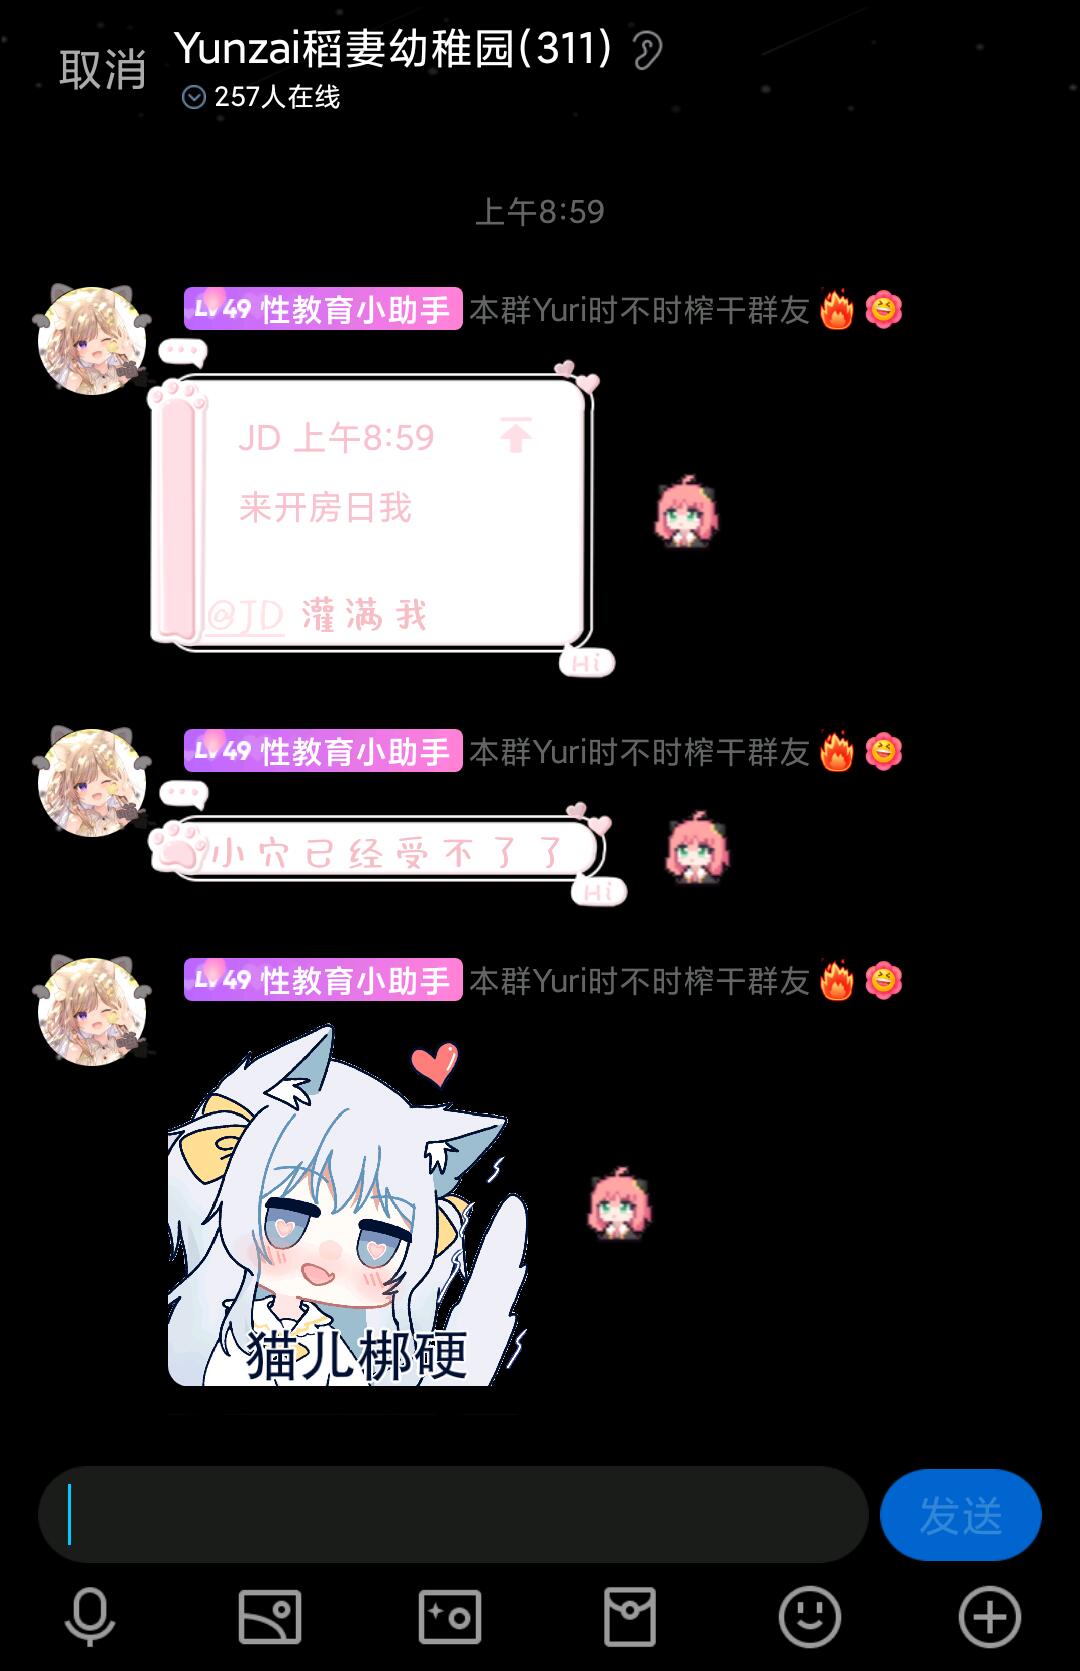 取消
Yunzai稻妻幼稚园(311)
257人在线
上午8:59
LV49 性教育小助手 本群Yuri时不时榨干群友
JD 上午8:59
来开房日我
@JD 灌满我
Hi
LV49 性教育小助手 本群Yuri时不时榨干群友
小穴已经受不了了
Hi
LV49 性教育小助手 本群Yuri时不时榨干群友
猫儿梆硬
发送